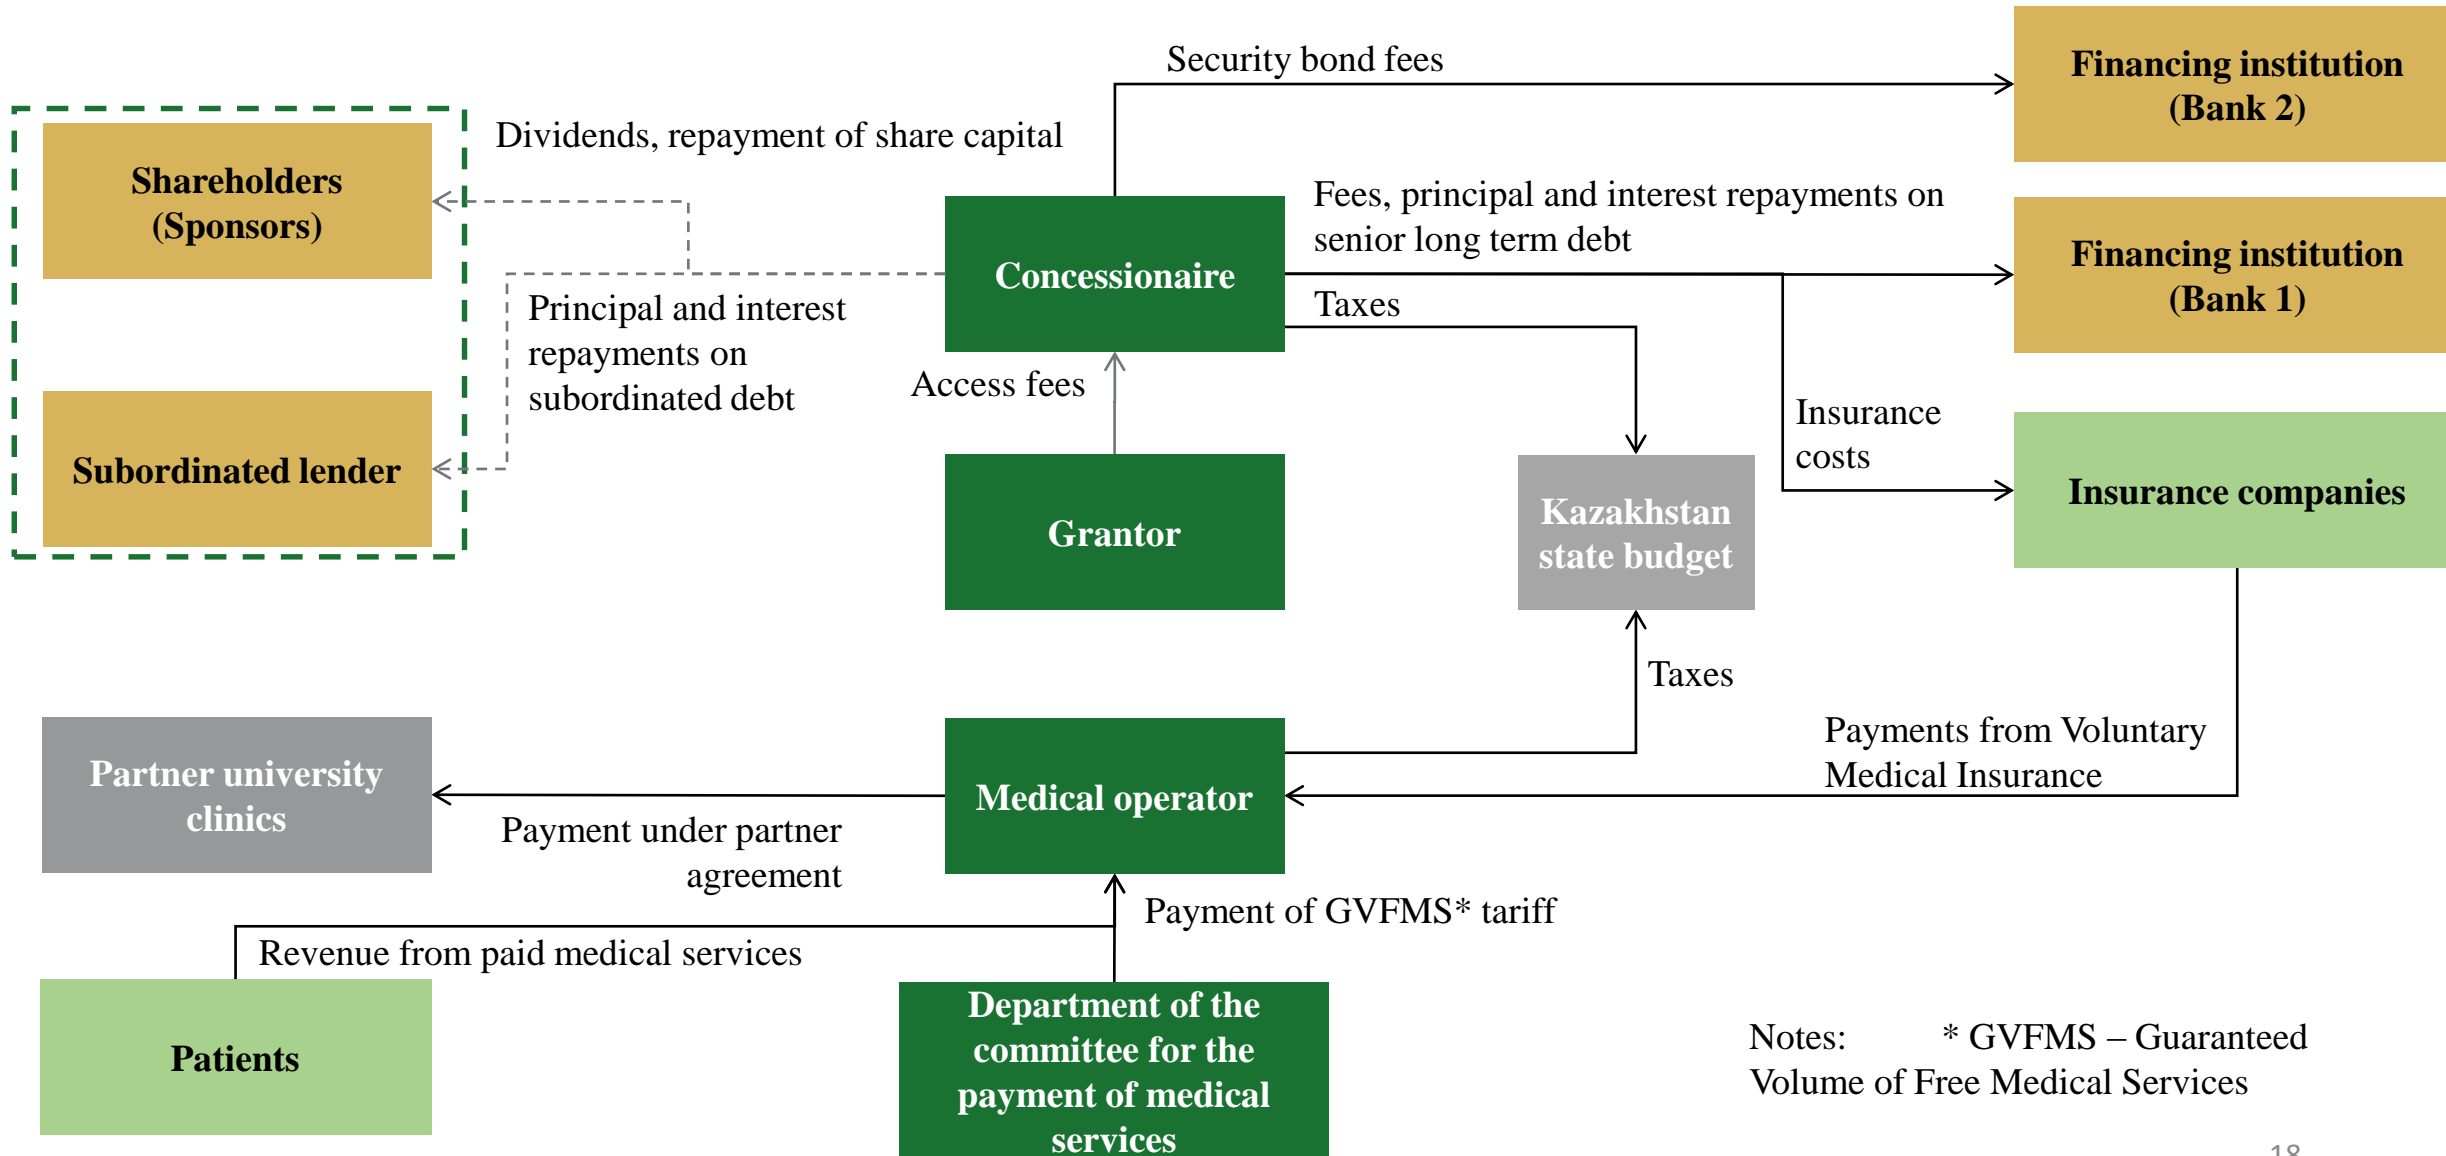 Security bond fees
Financing institution
(Bank 2)
Dividends, repayment of share capital
Shareholders
(Sponsors)
Fees, principal and interest repayments on
senior long term debt
Concessionaire
Financing institution
(Bank 1)
Principal and interest
repayments on
subordinated debt
Taxes
Access fees
Insurance
costs
Subordinated lender
Grantor
Kazakhstan
state budget
Insurance companies
Taxes
Payments from Voluntary
Medical Insurance
Partner university
clinics
Medical operator
Payment under partner
agreement
Payment of GVFMS* tariff
Revenue from paid medical services
Patients
Department of the
committee for the
payment of medical
services
Notes: * GVFMS – Guaranteed
Volume of Free Medical Services
18